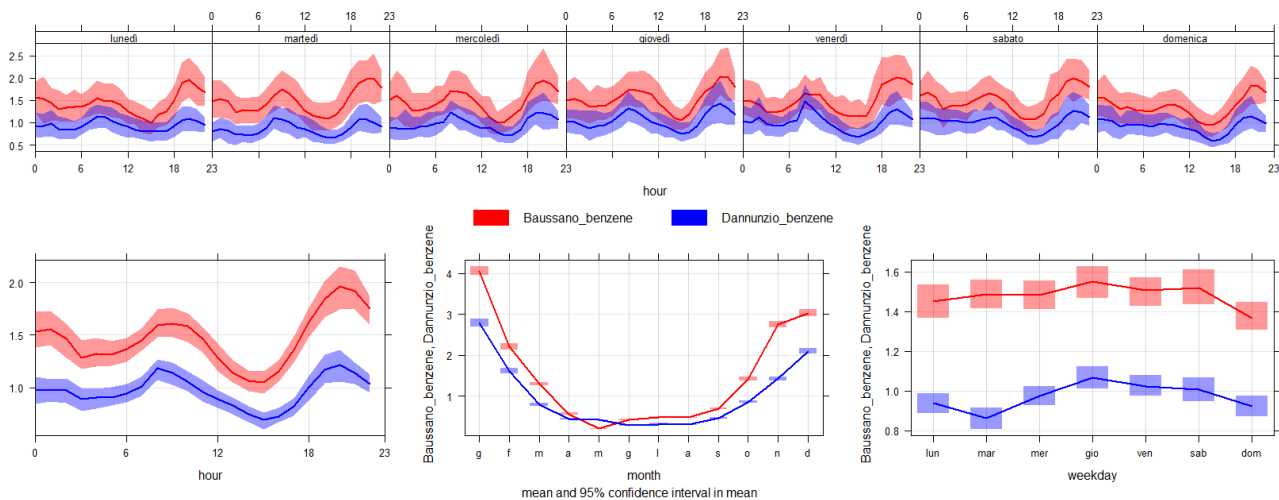 0 6 12 18 23 0 6 12 18 23 0 6 12 18 23
lunedì martedì mercoledì giovedì venerdì sabato domenica
2.5
2.0
1.5
1.0
0.5
0 6 12 18 23 0 6 12 18 23 0 6 12 18 23 0 6 12 18 23
hour
Baussano_benzene Dannunzio_benzene
2.0
1.0
0 6 12 18 23
hour
Baussano_benzene, Dannunzio_benzene
4
3
2
1
g f m a m g l a s o n d
month
mean and 95% confidence interval in mean
Baussano_benzene, Dannunzio_benzene
1.6
1.4
1.2
1.0
0.8
lun mar mer gio ven sab dom
weekday